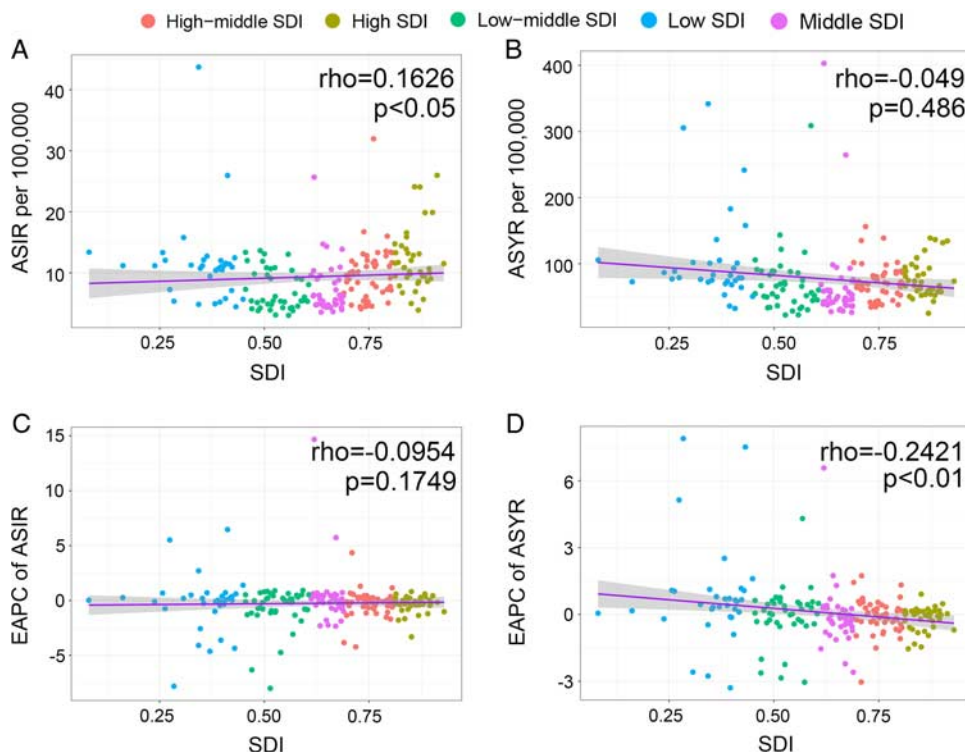 High-middle SDI High SDI Low-middle SDI Low SDI Middle SDI
A
rho=0.1626
p<0.05
ASIR per 100,000
40
30
20
10
0.25 0.50 0.75
SDI
B
rho=-0.049
p=0.486
ASYR per 100,000
400
300
200
100
0.25 0.50 0.75
SDI
C
rho=-0.0954
p=0.1749
EAPC of ASIR
15
10
5
0
-5
0.25 0.50 0.75
SDI
D
rho=-0.2421
p<0.01
EAPC of ASYR
6
3
0
-3
0.25 0.50 0.75
SDI